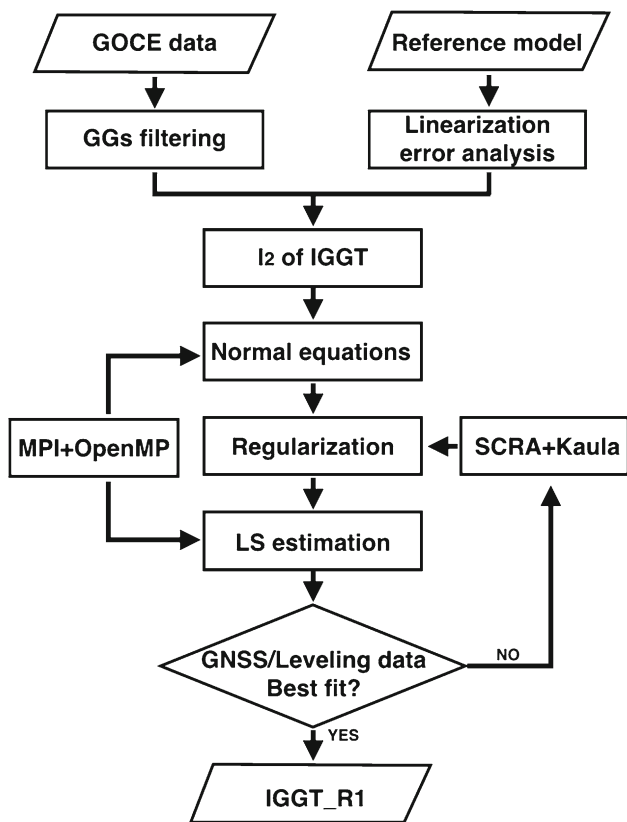 GOCE data
Reference model
GGs filtering
Linearization
error analysis
I2 of IGGT
Normal equations
MPI+OpenMP
Regularization
SCRA+Kaula
LS estimation
GNSS/Leveling data
Best fit?
NO
YES
IGGT_R1